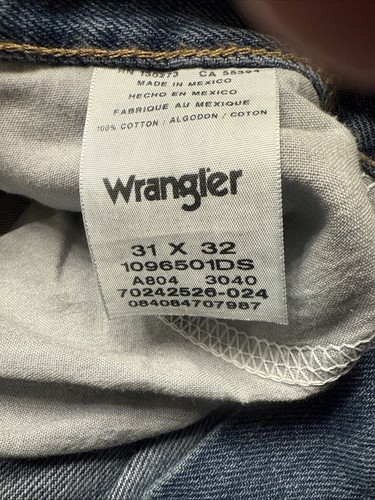 RN 130273 CA 55394
MADE IN MEXICO
HECHO EN MEXICO
FABRIQUE AU MEXIQUE
100% COTTON / ALGODON / COTON
Wrangler
31 X 32
1096501DS
A804 3040
70242526-024
084084707987